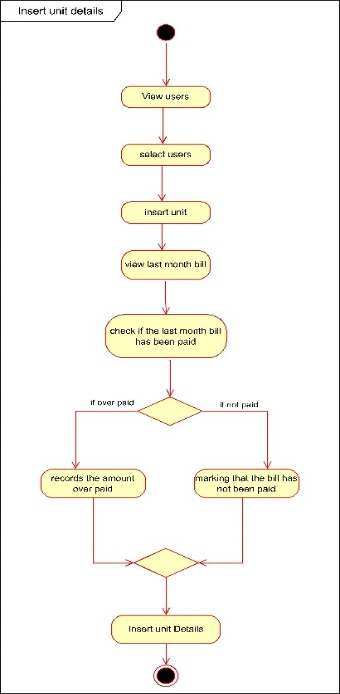 Insert unit details
View users
select users
insert unit
view last month bill
check if the last month bill
has been paid
if over paid
if not paid
records the amount
over paid
marking that the bill has
not been paid
Insert unit Details